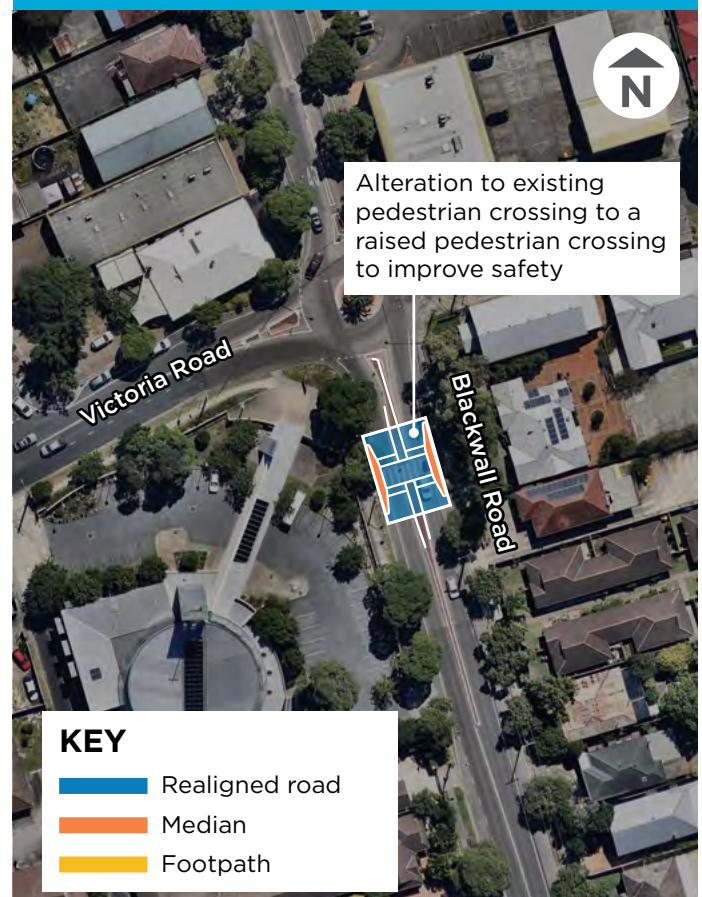 N
Alteration to existing
pedestrian crossing to a
raised pedestrian crossing
to improve safety
Victoria Road
Blackwall Road
KEY
Realigned road
Median
Footpath